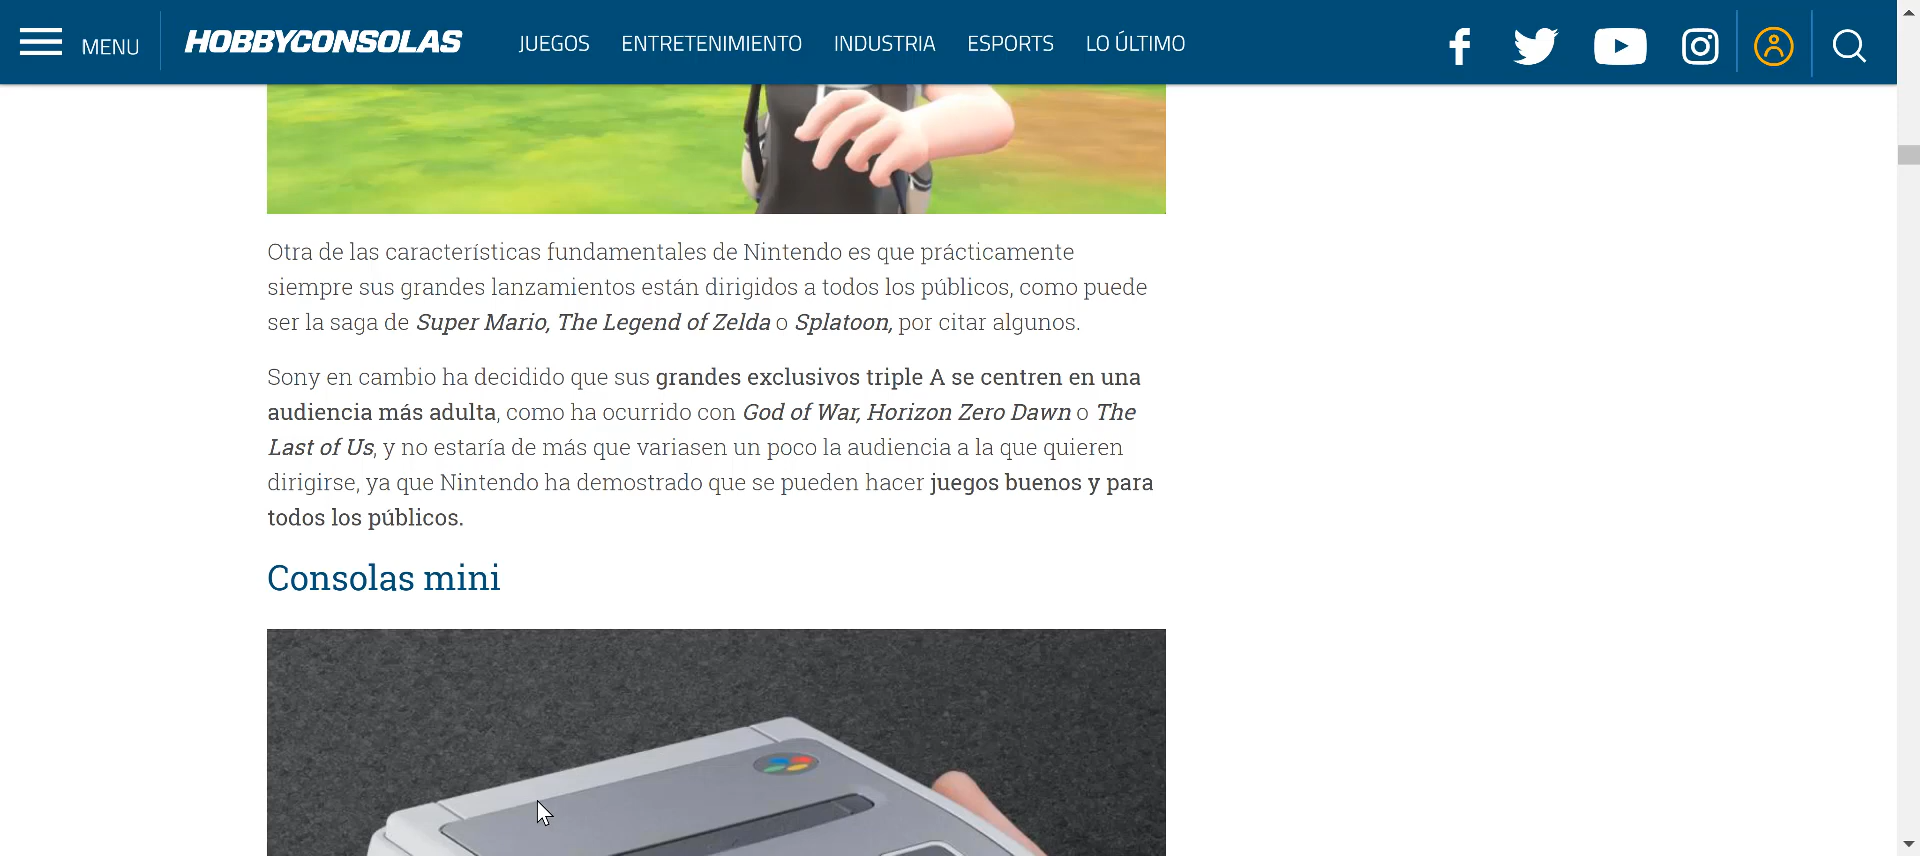 MENU
HOBBYCONSOLAS
JUEGOS ENTRETENIMIENTO INDUSTRIA ESPORTS LO ÚLTIMO
Otra de las características fundamentales de Nintendo es que prácticamente
siempre sus grandes lanzamientos están dirigidos a todos los públicos, como puede
ser la saga de Super Mario, The Legend of Zelda o Splatoon, por citar algunos.
Sony en cambio ha decidido que sus grandes exclusivos triple A se centren en una
audiencia más adulta, como ha ocurrido con God of War, Horizon Zero Dawn o The
Last of Us, y no estaría de más que variasen un poco la audiencia a la que quieren
dirigirse, ya que Nintendo ha demostrado que se pueden hacer juegos buenos y para
todos los públicos.
Consolas mini